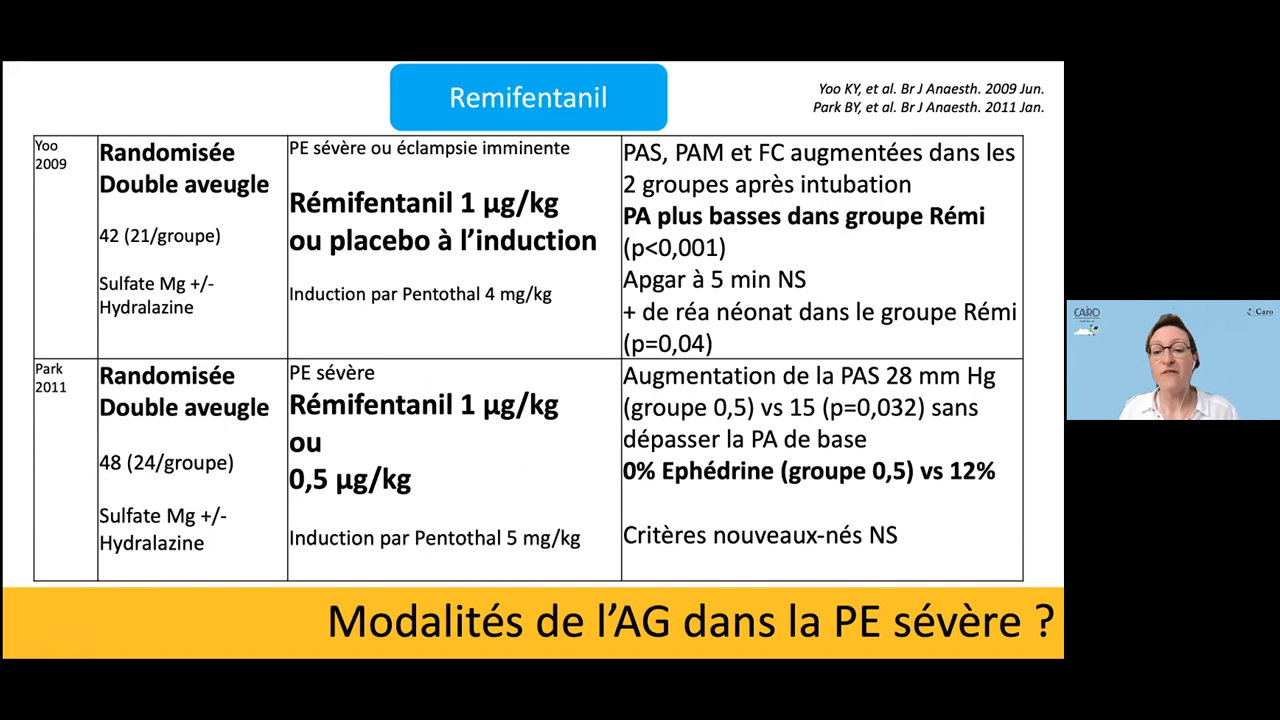 Remifentanil
Yoo KY, et al. Br J Anaesth. 2009 Jun.
Park BY, et al. Br J Anaesth. 2011 Jan.
Yoo
2009
Randomisée
Double aveugle
42 (21/groupe)
Sulfate Mg +/-
Hydralazine
PE sévère ou éclampsie imminente
Rémifentanil 1 µg/kg
ou placebo à l’induction
Induction par Pentothal 4 mg/kg
PAS, PAM et FC augmentées dans les
2 groupes après intubation
PA plus basses dans groupe Rémi
(p<0,001)
Apgar à 5 min NS
+ de réa néonat dans le groupe Rémi
(p=0,04)
Park
2011
Randomisée
Double aveugle
48 (24/groupe)
Sulfate Mg +/-
Hydralazine
PE sévère
Rémifentanil 1 µg/kg
ou
0,5 µg/kg
Induction par Pentothal 5 mg/kg
Augmentation de la PAS 28 mm Hg
(groupe 0,5) vs 15 (p=0,032) sans
dépasser la PA de base
0% Ephédrine (groupe 0,5) vs 12%
Critères nouveaux-nés NS
Modalités de l’AG dans la PE sévère ?
CARO
Caro